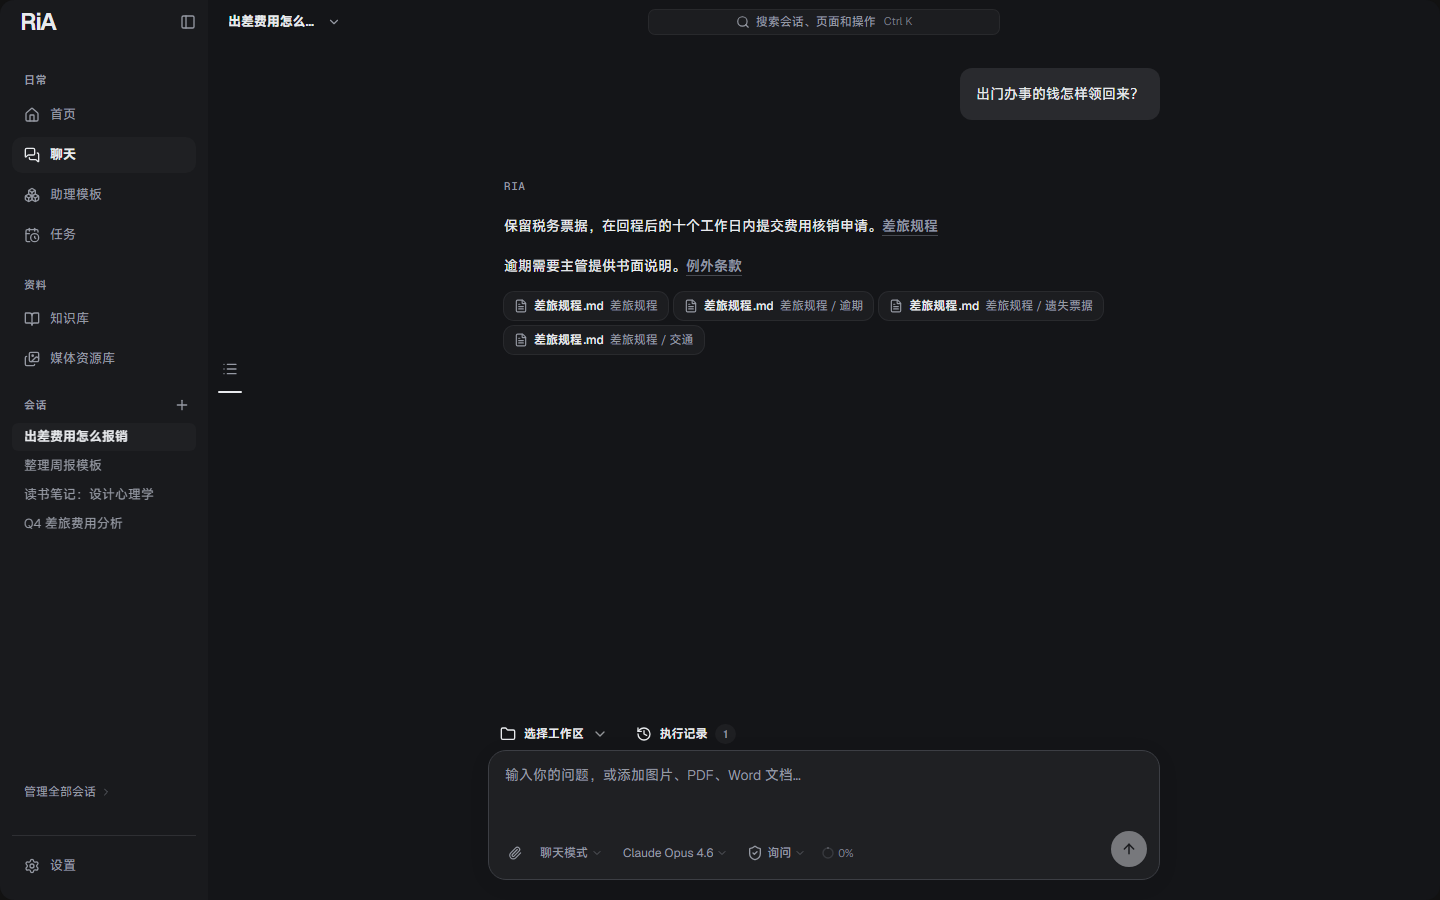 RiA
出差费用怎么...
搜索会话、页面和操作 Ctrl K
日常
首页
聊天
助理模板
任务
资料
知识库
媒体资源库
会话
出差费用怎么报销
整理周报模板
读书笔记：设计心理学
Q4 差旅费用分析
管理全部会话
设置
出门办事的钱怎样领回来？
RIA
保留税务票据，在回程后的十个工作日内提交费用核销申请。差旅规程
逾期需要主管提供书面说明。例外条款
差旅规程.md 差旅规程
差旅规程.md 差旅规程 / 逾期
差旅规程.md 差旅规程 / 遗失票据
差旅规程.md 差旅规程 / 交通
选择工作区
执行记录 1
输入你的问题，或添加图片、PDF、Word 文档...
聊天模式
Claude Opus 4.6
询问
0%